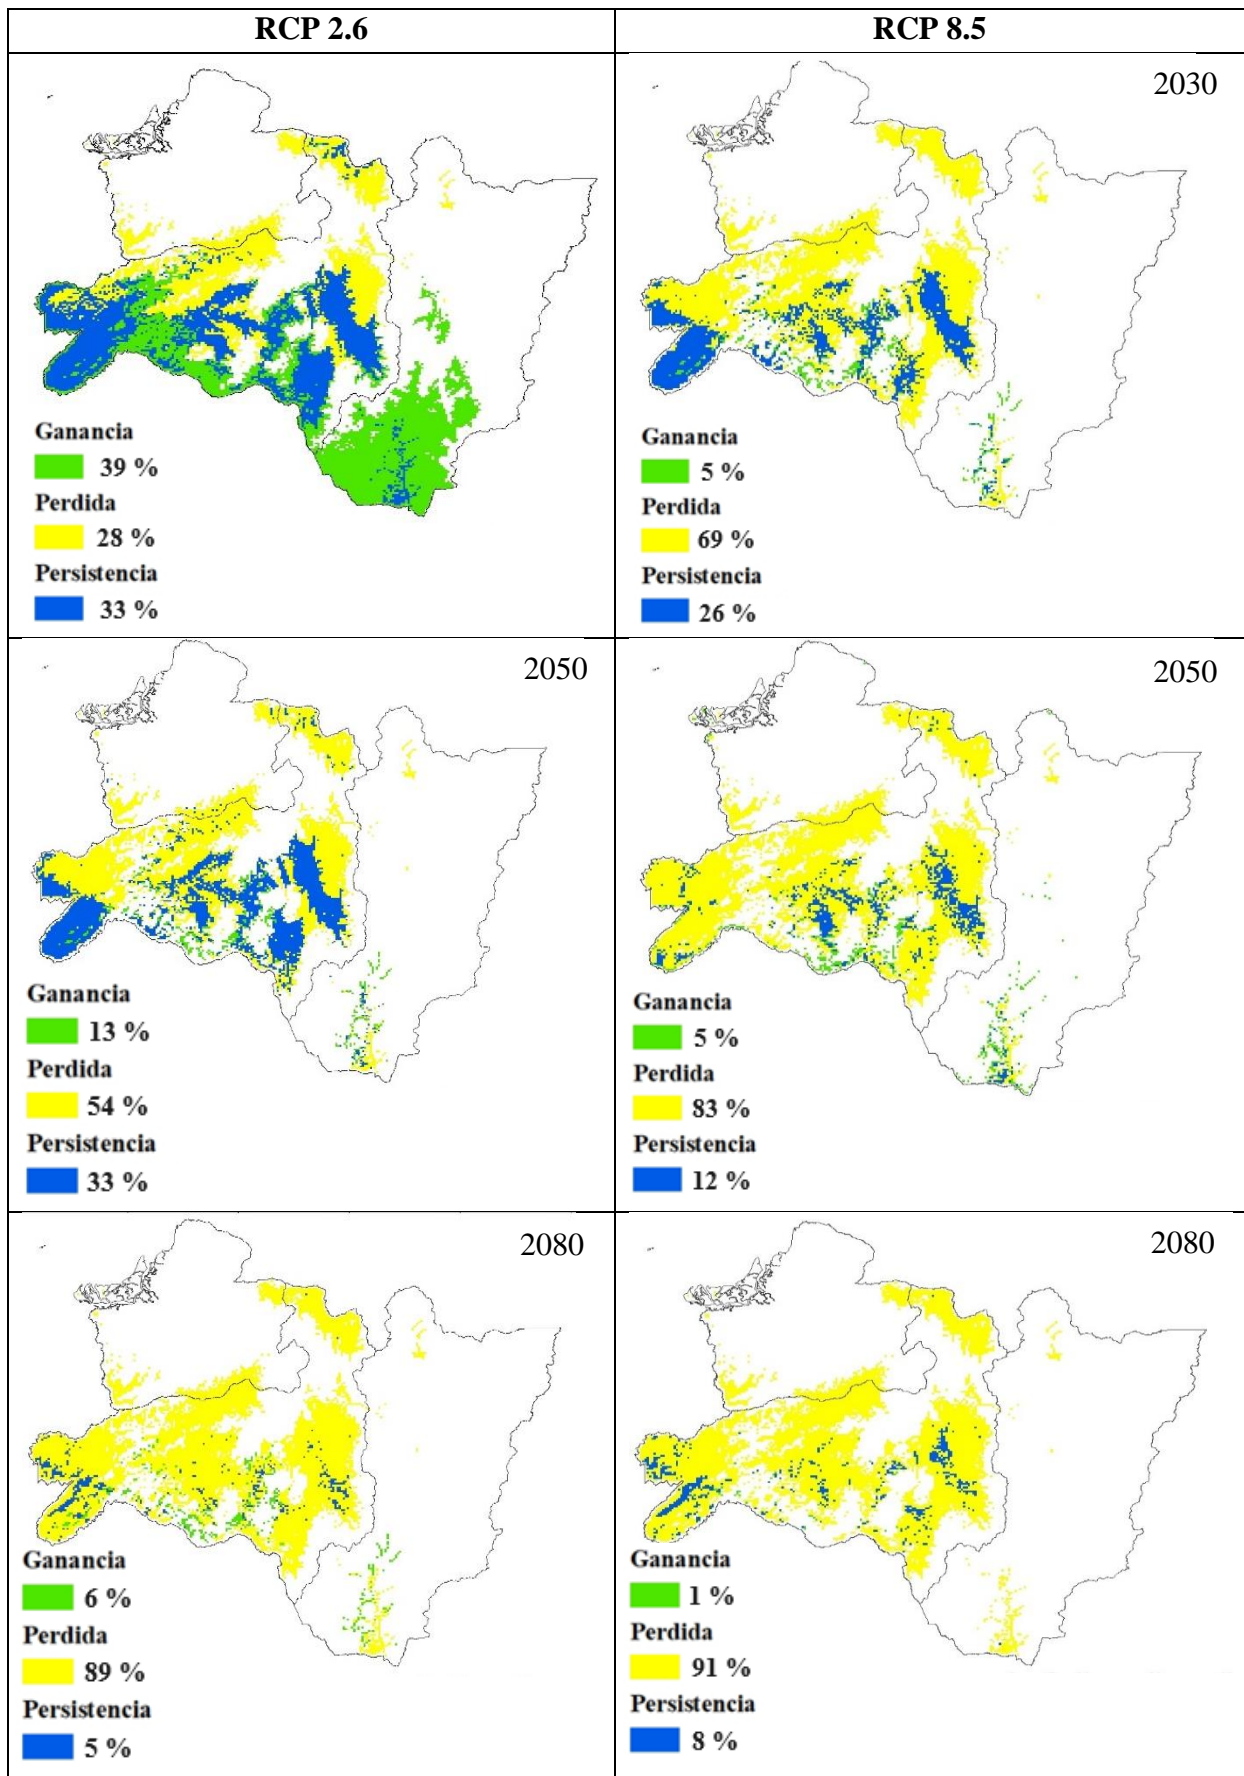 RCP 2.6
RCP 8.5
Ganancia
39 %
Perdida
28 %
Persistencia
33 %
2030
Ganancia
5 %
Perdida
69 %
Persistencia
26 %
2050
Ganancia
13 %
Perdida
54 %
Persistencia
33 %
2050
Ganancia
5 %
Perdida
83 %
Persistencia
12 %
2080
Ganancia
6 %
Perdida
89 %
Persistencia
5 %
2080
Ganancia
1 %
Perdida
91 %
Persistencia
8 %